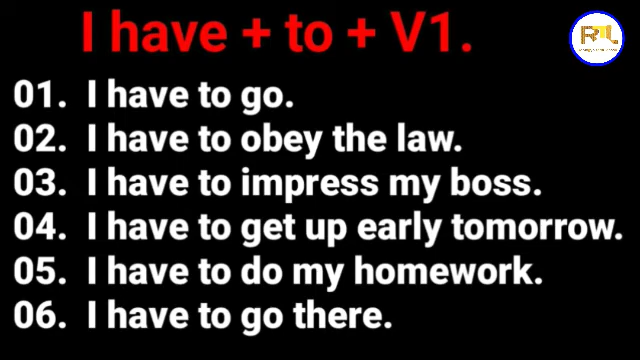 I have + to + V1.
01. I have to go.
02. I have to obey the law.
03. I have to impress my boss.
04. I have to get up early tomorrow.
05. I have to do my homework.
06. I have to go there.